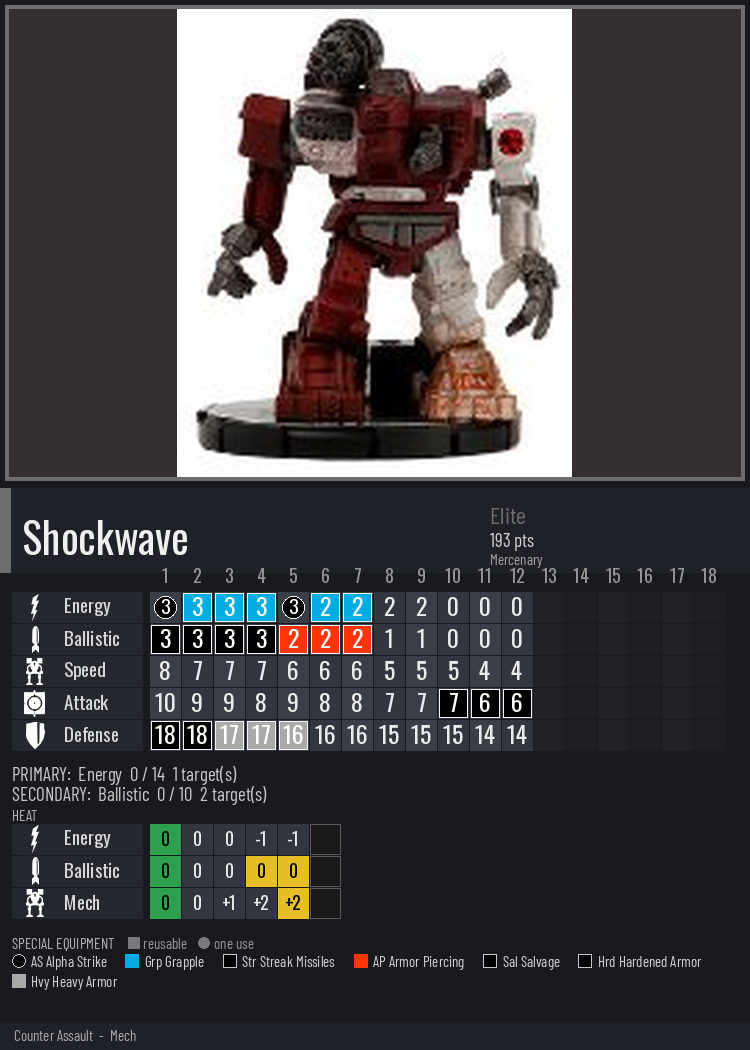 Shockwave
Elite
193 pts
Mercenary
1 2 3 4 5 6 7 8 9 10 11 12 13 14 15 16 17 18
Energy 3 3 3 3 3 2 2 2 2 0 0 0
Ballistic 3 3 3 3 2 2 2 1 1 0 0 0
Speed 8 7 7 7 6 6 6 5 5 5 4 4
Attack 10 9 9 8 9 8 8 7 7 7 6 6
Defense 18 18 17 17 16 16 16 15 15 15 14 14
PRIMARY: Energy 0 / 14 1 target(s)
SECONDARY: Ballistic 0 / 10 2 target(s)
HEAT
Energy 0 0 0 -1 -1
Ballistic 0 0 0 0 0
Mech 0 0 +1 +2 +2
SPECIAL EQUIPMENT reusable one use
AS Alpha Strike Grp Grapple Str Streak Missiles AP Armor Piercing Sal Salvage Hrd Hardened Armor
Hvy Heavy Armor
Counter Assault - Mech